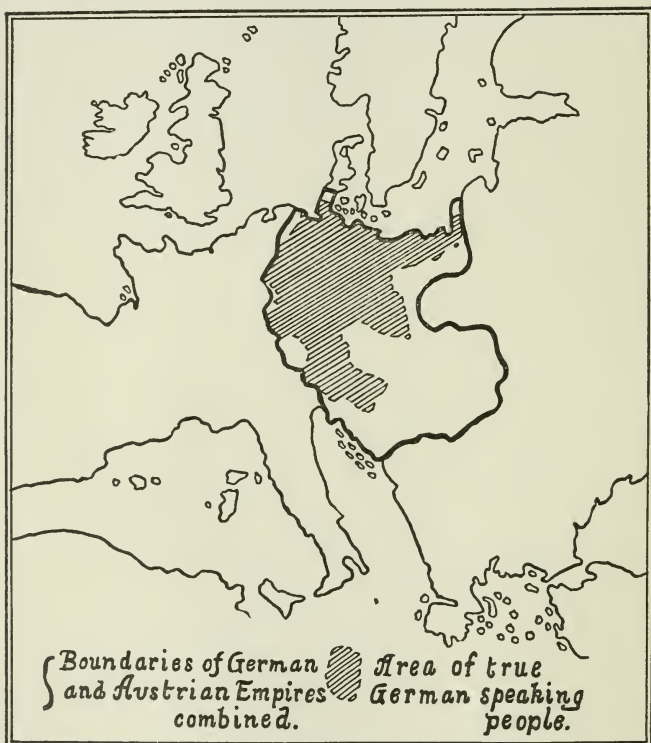 Boundaries of German
and Austrian Empires
combined.
Area of true
German speaking
people.